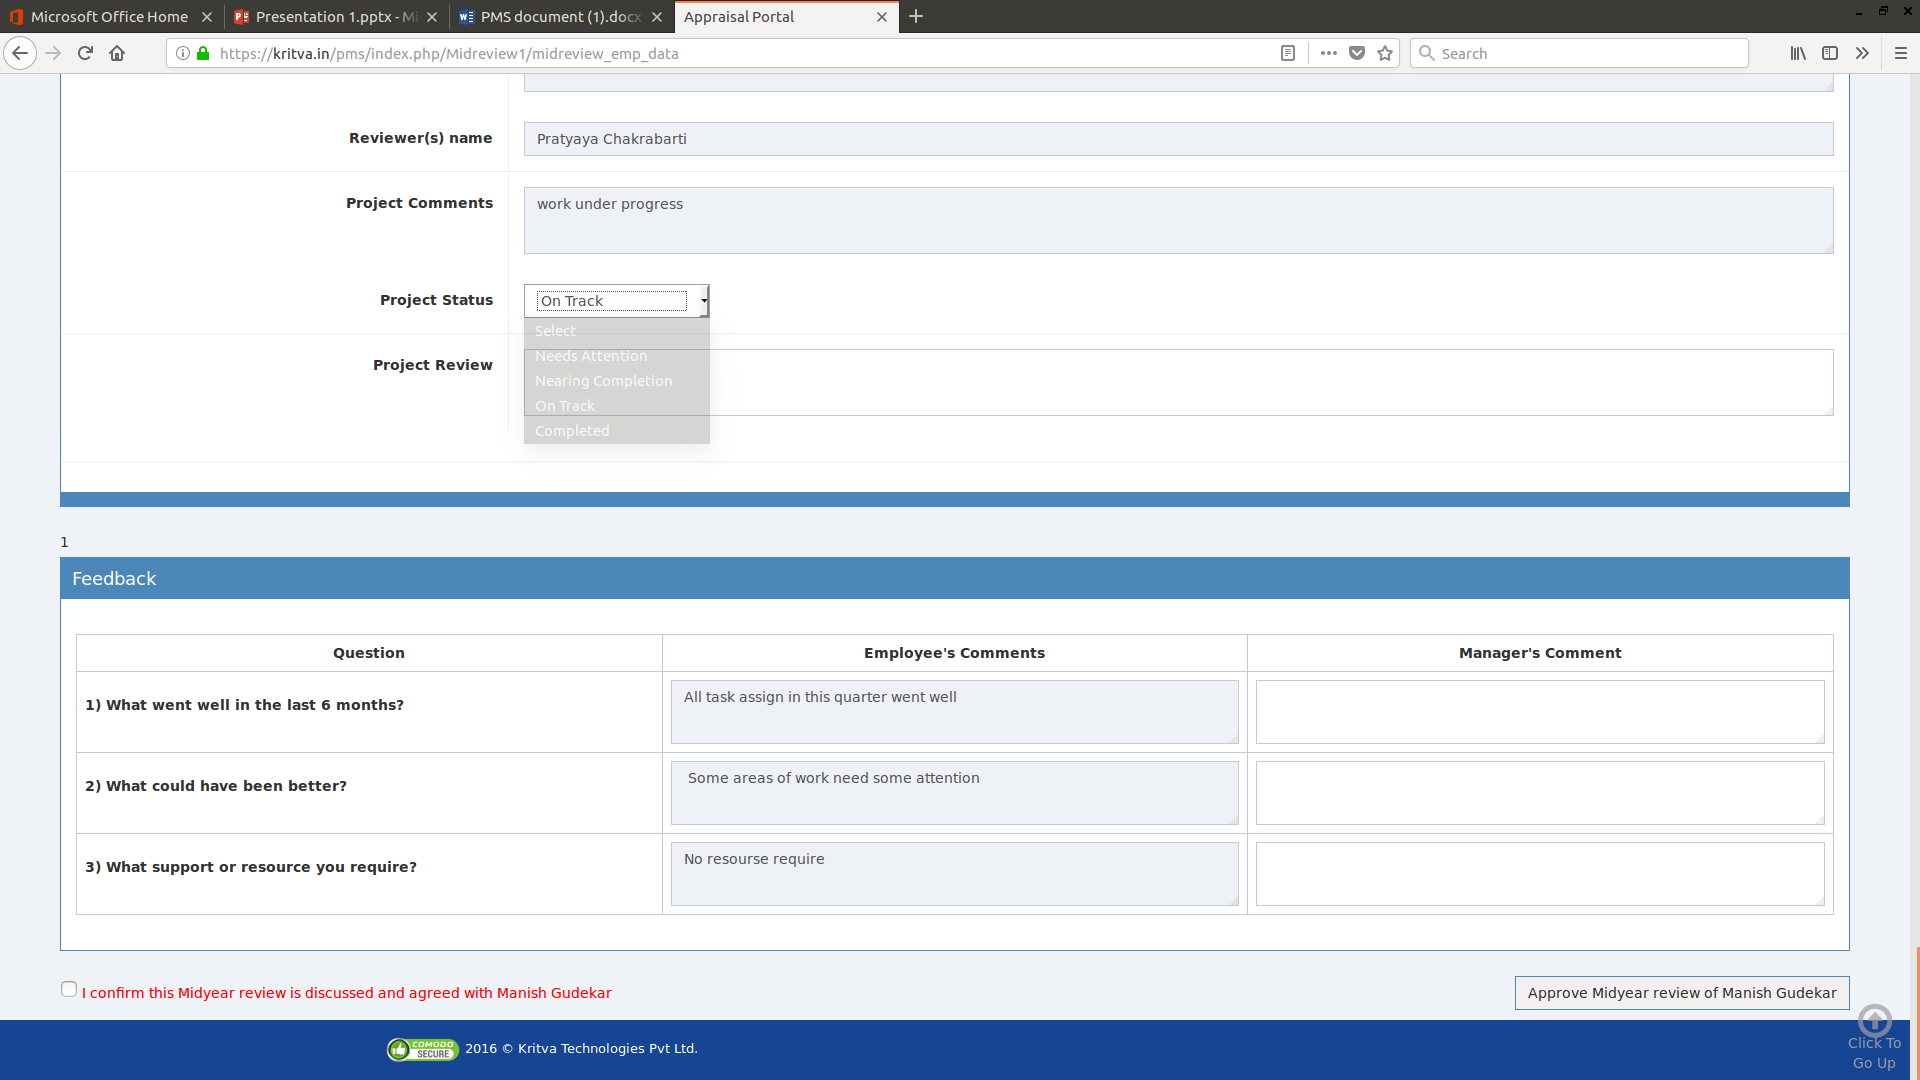 Microsoft Office Home
Presentation 1.pptx - Mi
PMS document (1).docx
Appraisal Portal
https://kritva.in/pms/index.php/Midreview1/midreview_emp_data
Search
Reviewer(s) name
Pratyaya Chakrabarti
Project Comments
work under progress
Project Status
On Track
Select
Needs Attention
Nearing Completion
On Track
Completed
Project Review
1
Feedback
Question
Employee's Comments
Manager's Comment
1) What went well in the last 6 months?
All task assign in this quarter went well
2) What could have been better?
Some areas of work need some attention
3) What support or resource you require?
No resourse require
I confirm this Midyear review is discussed and agreed with Manish Gudekar
Approve Midyear review of Manish Gudekar
COMODO
SECURE
2016 © Kritva Technologies Pvt Ltd.
Click To
Go Up